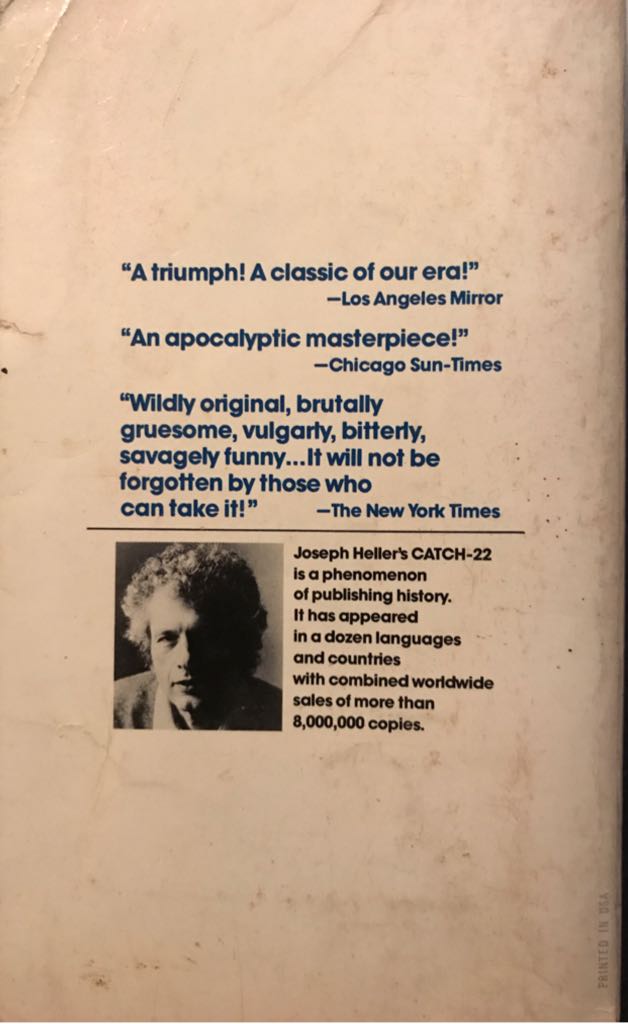 “A triumph! A classic of our era!”
—Los Angeles Mirror
“An apocalyptic masterpiece!”
—Chicago Sun-Times
“Wildly original, brutally
gruesome, vulgarly, bitterly,
savagely funny...It will not be
forgotten by those who
can take it!” —The New York Times
Joseph Heller's CATCH-22
is a phenomenon
of publishing history.
It has appeared
in a dozen languages
and countries
with combined worldwide
sales of more than
8,000,000 copies.
PRINTED IN USA